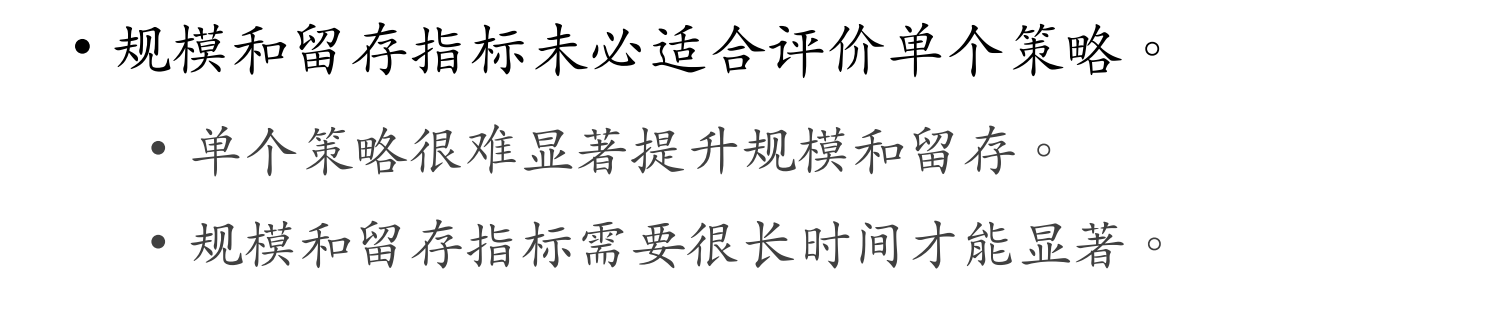 • 规模和留存指标未必适合评价单个策略。
• 单个策略很难显著提升规模和留存。
• 规模和留存指标需要很长时间才能显著。